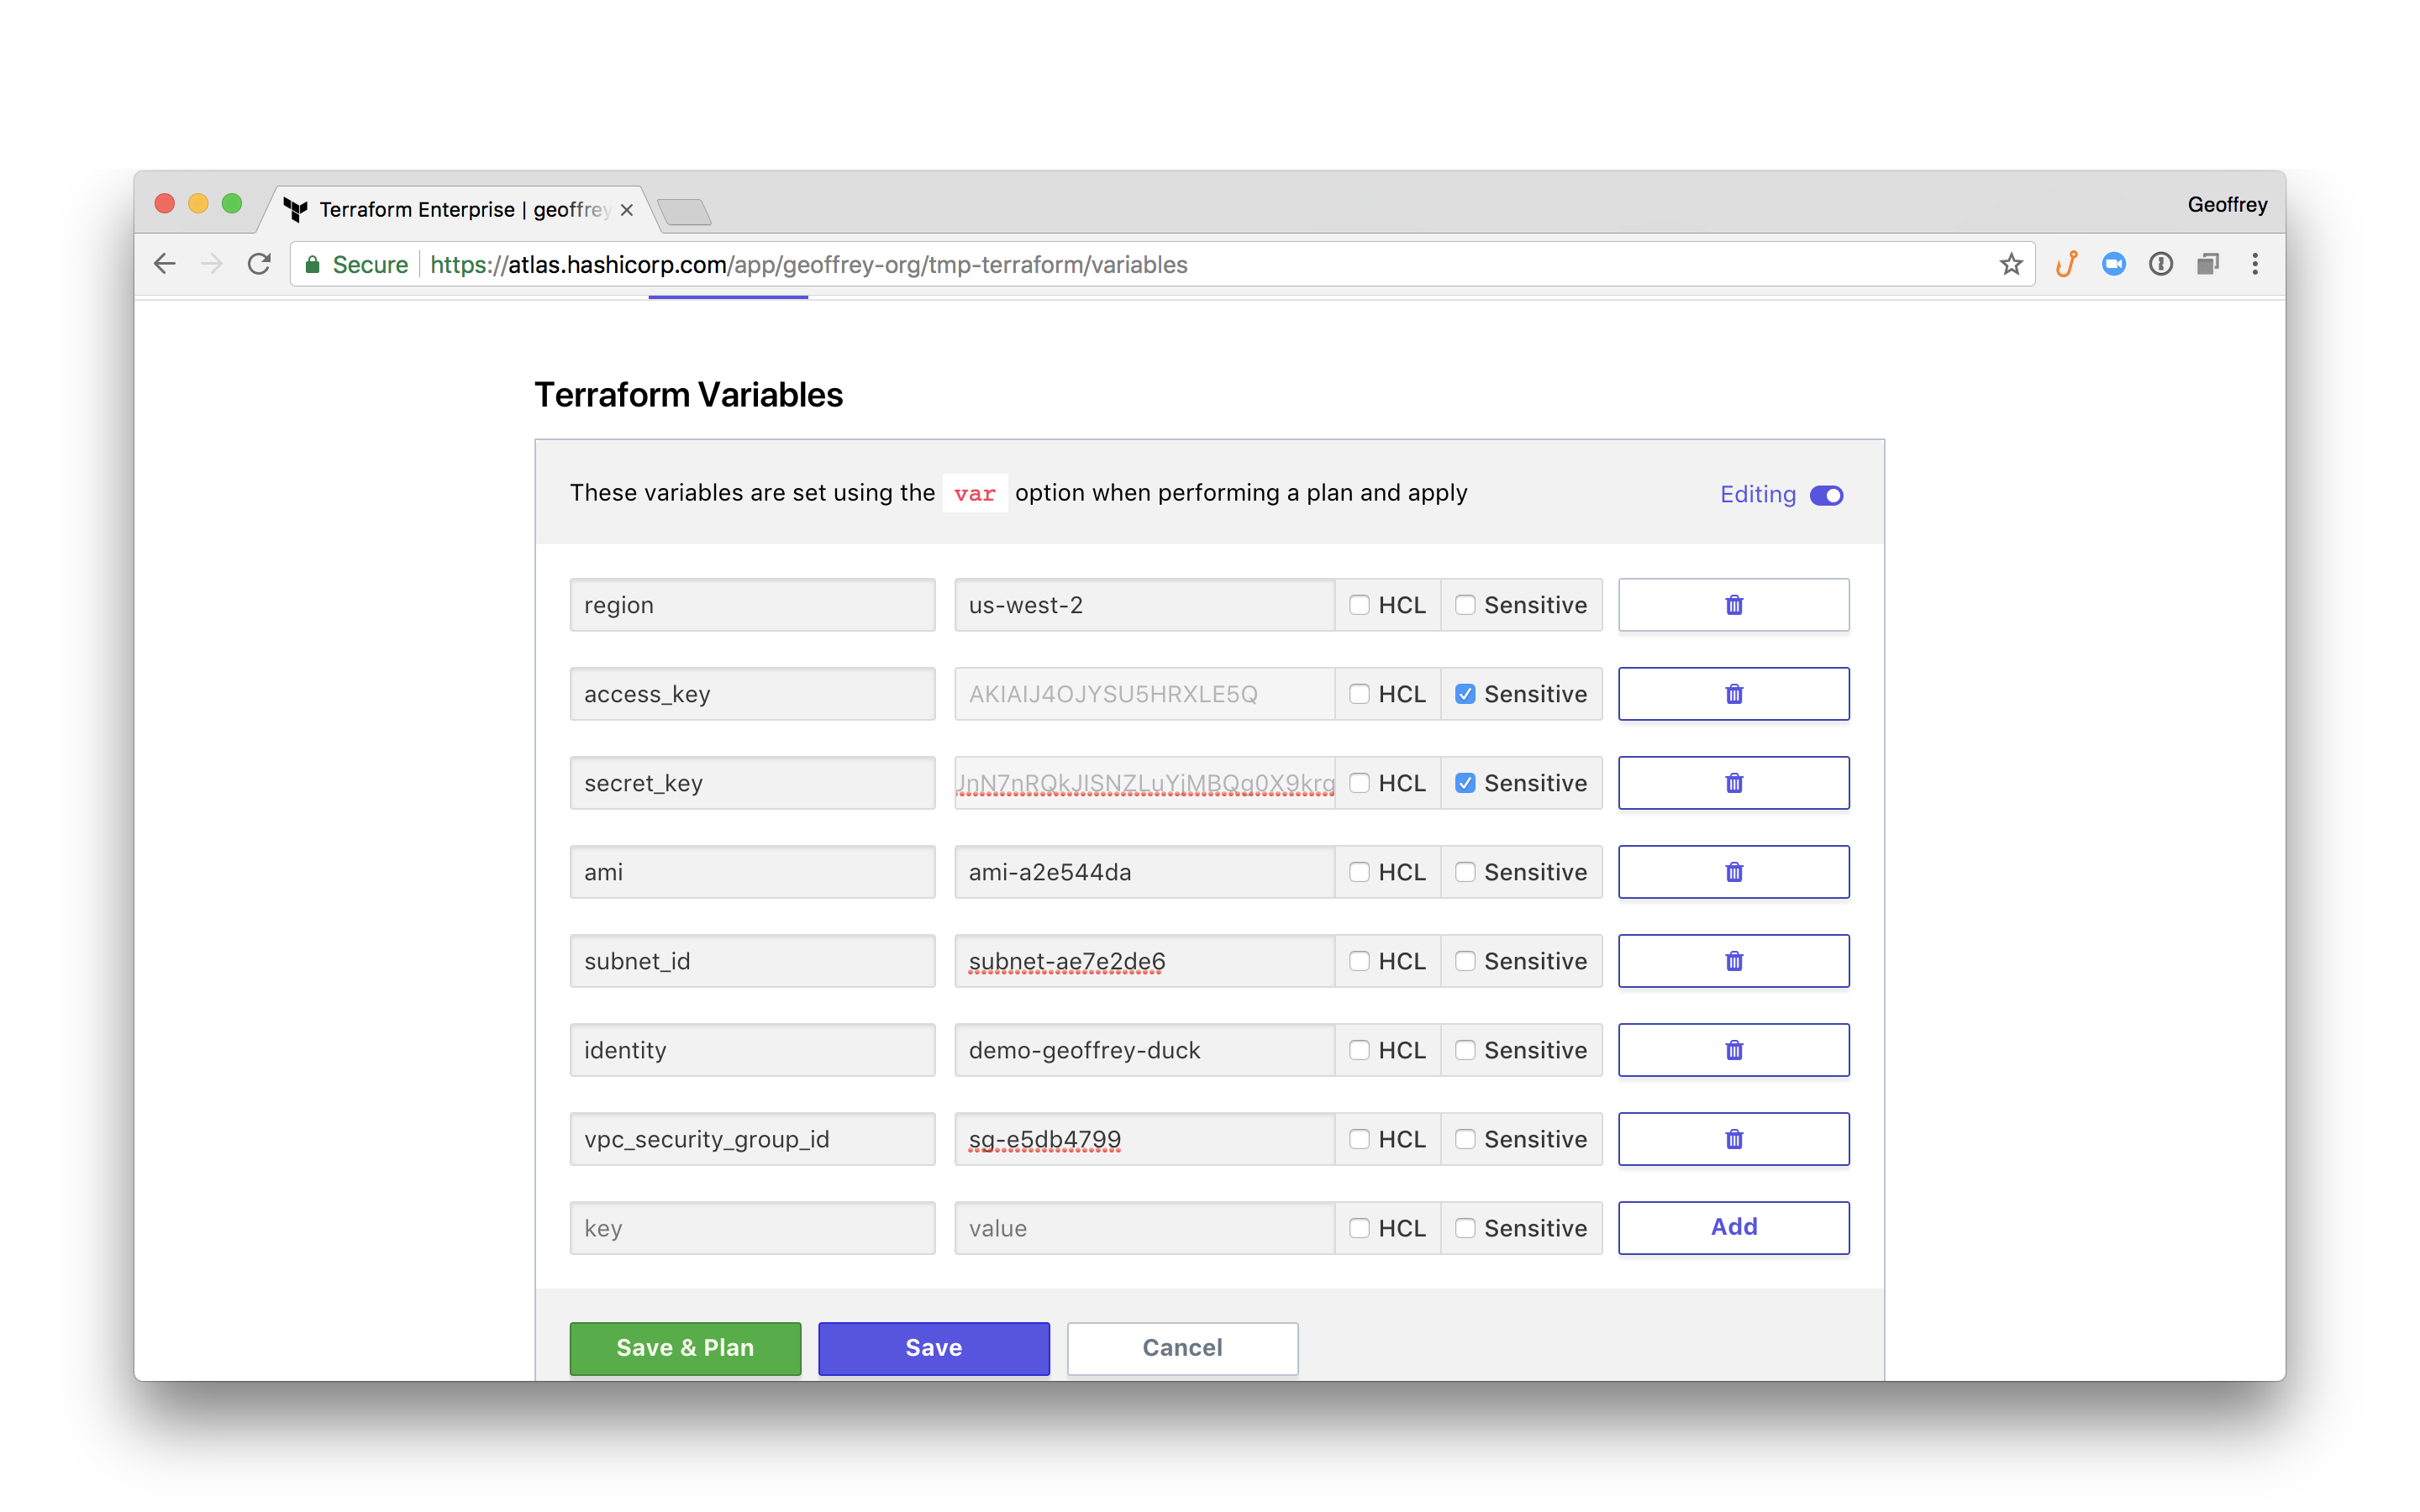 Terraform Enterprise | geoffrey
Geoffrey
Secure https://atlas.hashicorp.com/app/geoffrey-org/tmp-terraform/variables
Terraform Variables
These variables are set using the var option when performing a plan and apply Editing
region us-west-2 HCL Sensitive
access_key AKIAIJ4OJYSU5HRXLE5Q HCL Sensitive
secret_key HCL Sensitive
ami ami-a2e544da HCL Sensitive
subnet_id subnet-ae7e2de6 HCL Sensitive
identity demo-geoffrey-duck HCL Sensitive
vpc_security_group_id sg-e5db4799 HCL Sensitive
key value HCL Sensitive Add
Save & Plan Save Cancel